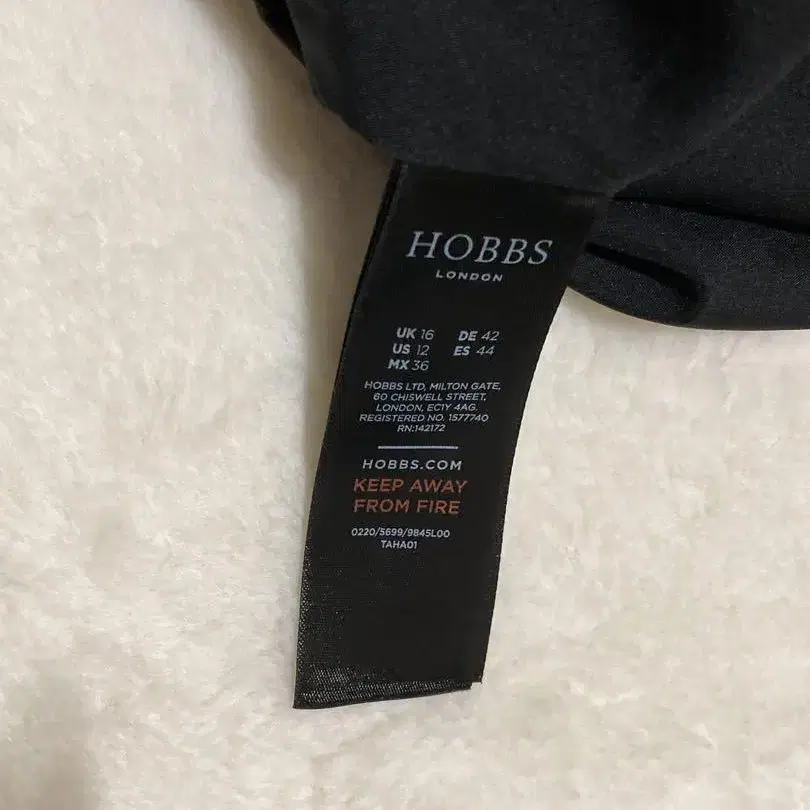 HOBBS
LONDON
UK 16 DE 42
US 12 ES 44
MX 36
HOBBS LTD, MILTON GATE,
60 CHISWELL STREET,
LONDON, EC1Y 4AG.
REGISTERED NO. 1577740
RN:142172
HOBBS.COM
KEEP AWAY
FROM FIRE
0220/5699/9845L00
TAHA01